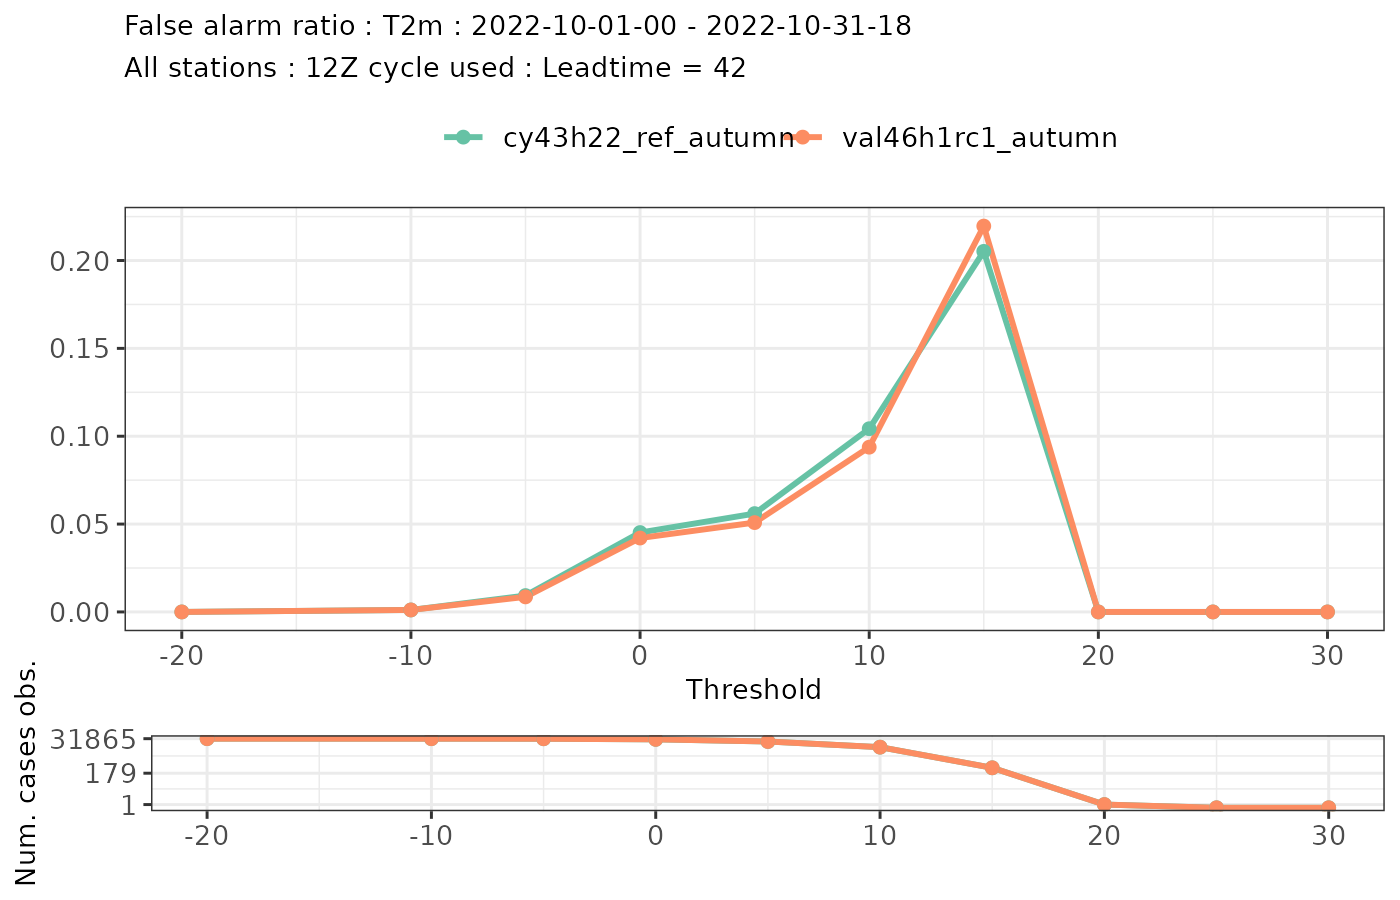 False alarm ratio : T2m : 2022-10-01-00 - 2022-10-31-18
All stations : 12Z cycle used : Leadtime = 42
cy43h22_ref_autumn val46h1rc1_autumn
0.20
0.15
0.10
0.05
0.00
-20 -10 0 10 20 30
Threshold
Num. cases obs.
31865
179
1
-20 -10 0 10 20 30